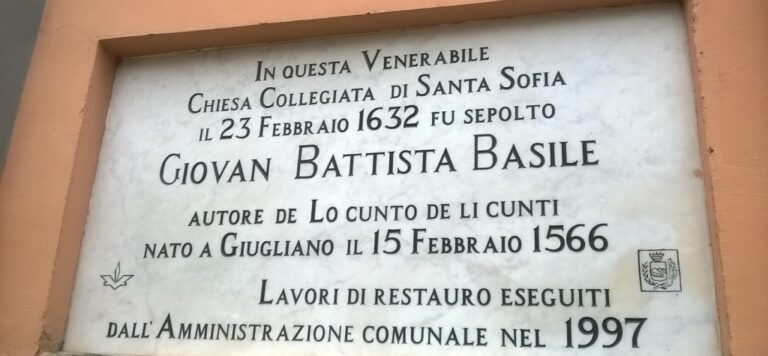 In questa Venerabile
Chiesa Collegiata di Santa Sofia
il 23 Febbraio 1632 fu sepolto
Giovan Battista Basile
autore de Lo cunto de li cunti
nato a Giugliano il 15 Febbraio 1566
Lavori di restauro eseguiti
dall'Amministrazione comunale nel 1997